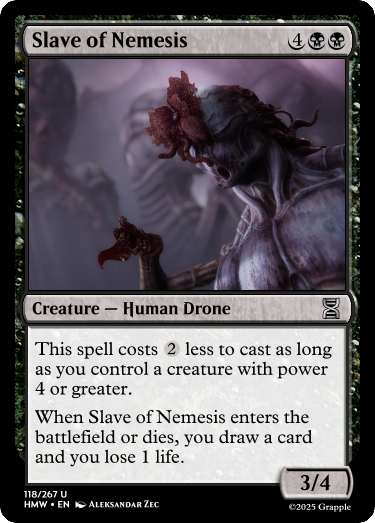 Slave of Nemesis 4
Creature — Human Drone
This spell costs 2 less to cast as long
as you control a creature with power
4 or greater.
When Slave of Nemesis enters the
battlefield or dies, you draw a card
and you lose 1 life.
3/4
118/267 U
HMW • EN Aleksandar Zec
©2025 Grapple